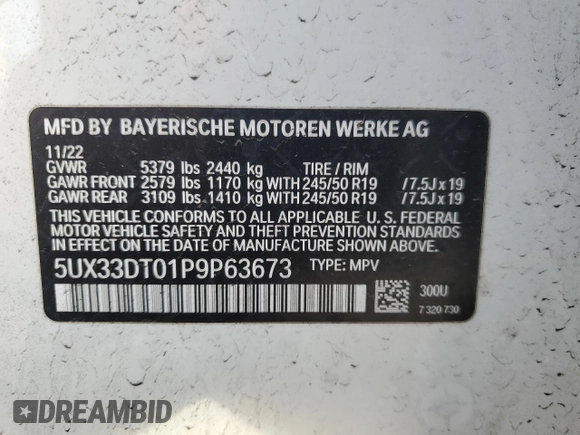 MFD BY BAYERISCHE MOTOREN WERKE AG
11/22
GVWR 5379 lbs 2440 kg TIRE / RIM
GAWR FRONT 2579 lbs 1170 kg WITH 245/50 R19 /7.5J x 19
GAWR REAR 3109 lbs 1410 kg WITH 245/50 R19 /7.5J x 19
THIS VEHICLE CONFORMS TO ALL APPLICABLE U. S. FEDERAL
MOTOR VEHICLE SAFETY AND THEFT PREVENTION STANDARDS
IN EFFECT ON THE DATE OF MANUFACTURE SHOWN ABOVE.
5UX33DT01P9P63673 TYPE: MPV
300U
7 320 730
DREAMBID